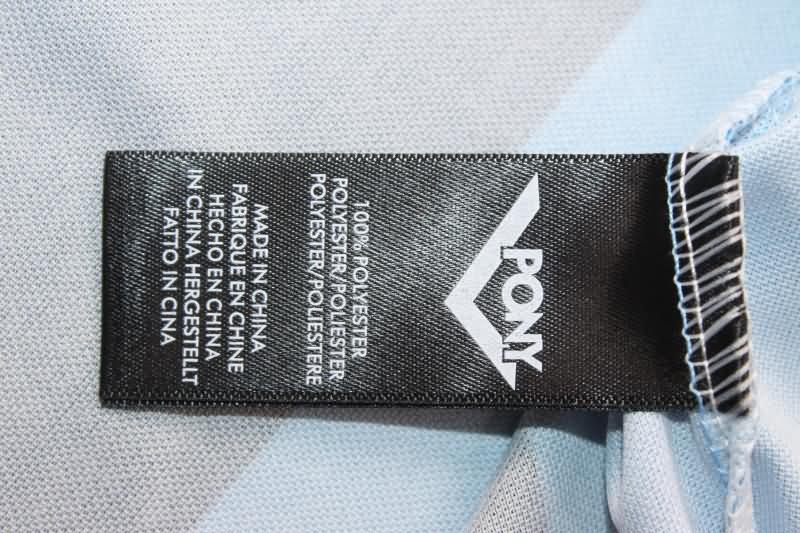 PONY
100% POLYESTER
POLYESTER/POLIESTER
POLYESTER/POLIESTERE
MADE IN CHINA
FABRIQUE EN CHINE
HECHO EN CHINA
IN CHINA HERGESTELLT
FATTO IN CINA